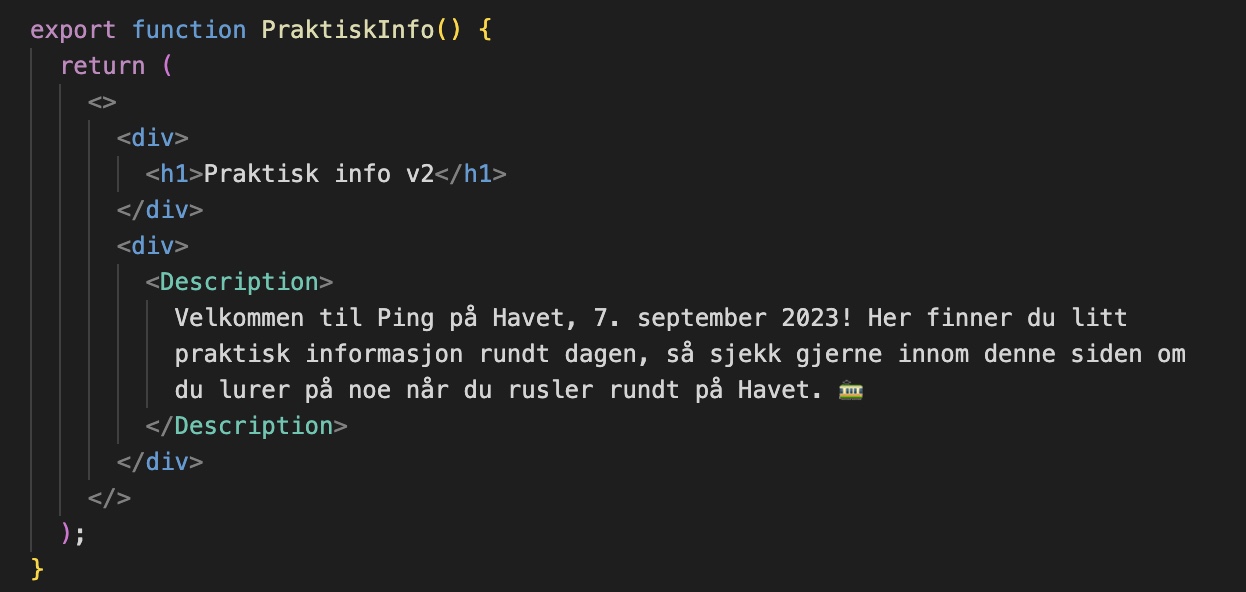 export function PraktiskInfo() {
return (
<>
<div>
<h1>Praktisk info v2</h1>
</div>
<div>
<Description>
Velkommen til Ping på Havet, 7. september 2023! Her finner du litt
praktisk informasjon rundt dagen, så sjekk gjerne innom denne siden om
du lurer på noe når du rusler rundt på Havet. 🚋
</Description>
</div>
</>
);
}